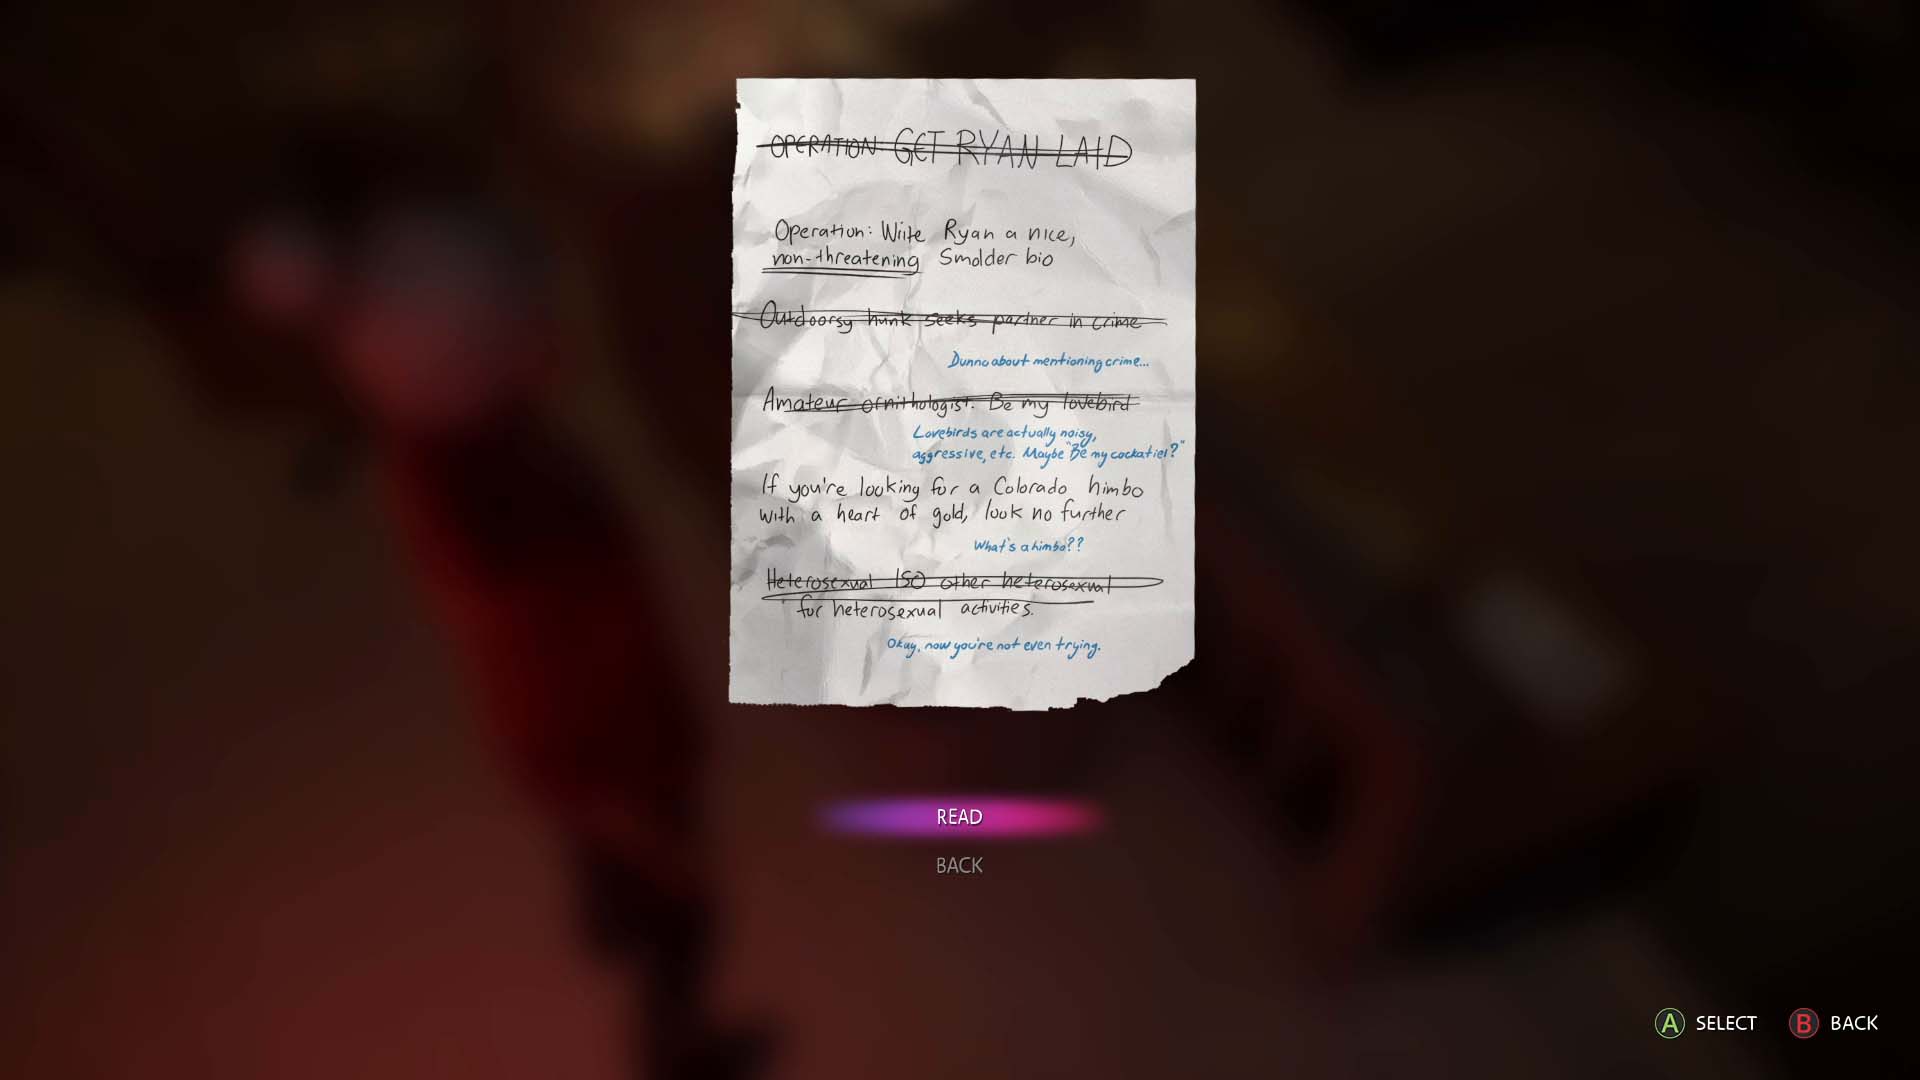 OPERATION: GET RYAN LAID
Operation: Write Ryan a nice,
non-threatening Smolder bio
Outdoorsy hunk seeks partner in crime
Dunno about mentioning crime...
Amateur ornithologist. Be my lovebird
Lovebirds are actually noisy,
aggressive, etc. Maybe "Be my cockatiel?"
If you're looking for a Colorado himbo
with a heart of gold, look no further
What's a himbo??
Heterosexual ISO other heterosexual
for heterosexual activities.
Okay, now you're not even trying.
READ
BACK
A SELECT B BACK